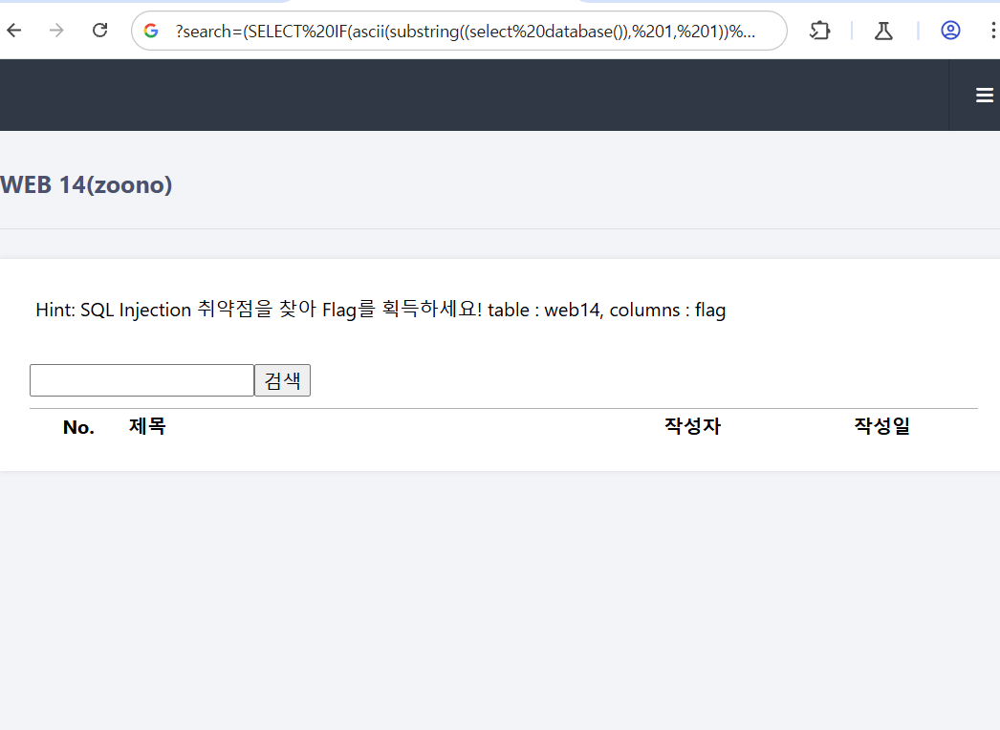 ?search=(SELECT%20IF(ascii(substring((select%20database()),%201,%201))%...
WEB 14(zoono)
Hint: SQL Injection 취약점을 찾아 Flag를 획득하세요! table : web14, columns : flag
검색
No. 제목 작성자 작성일